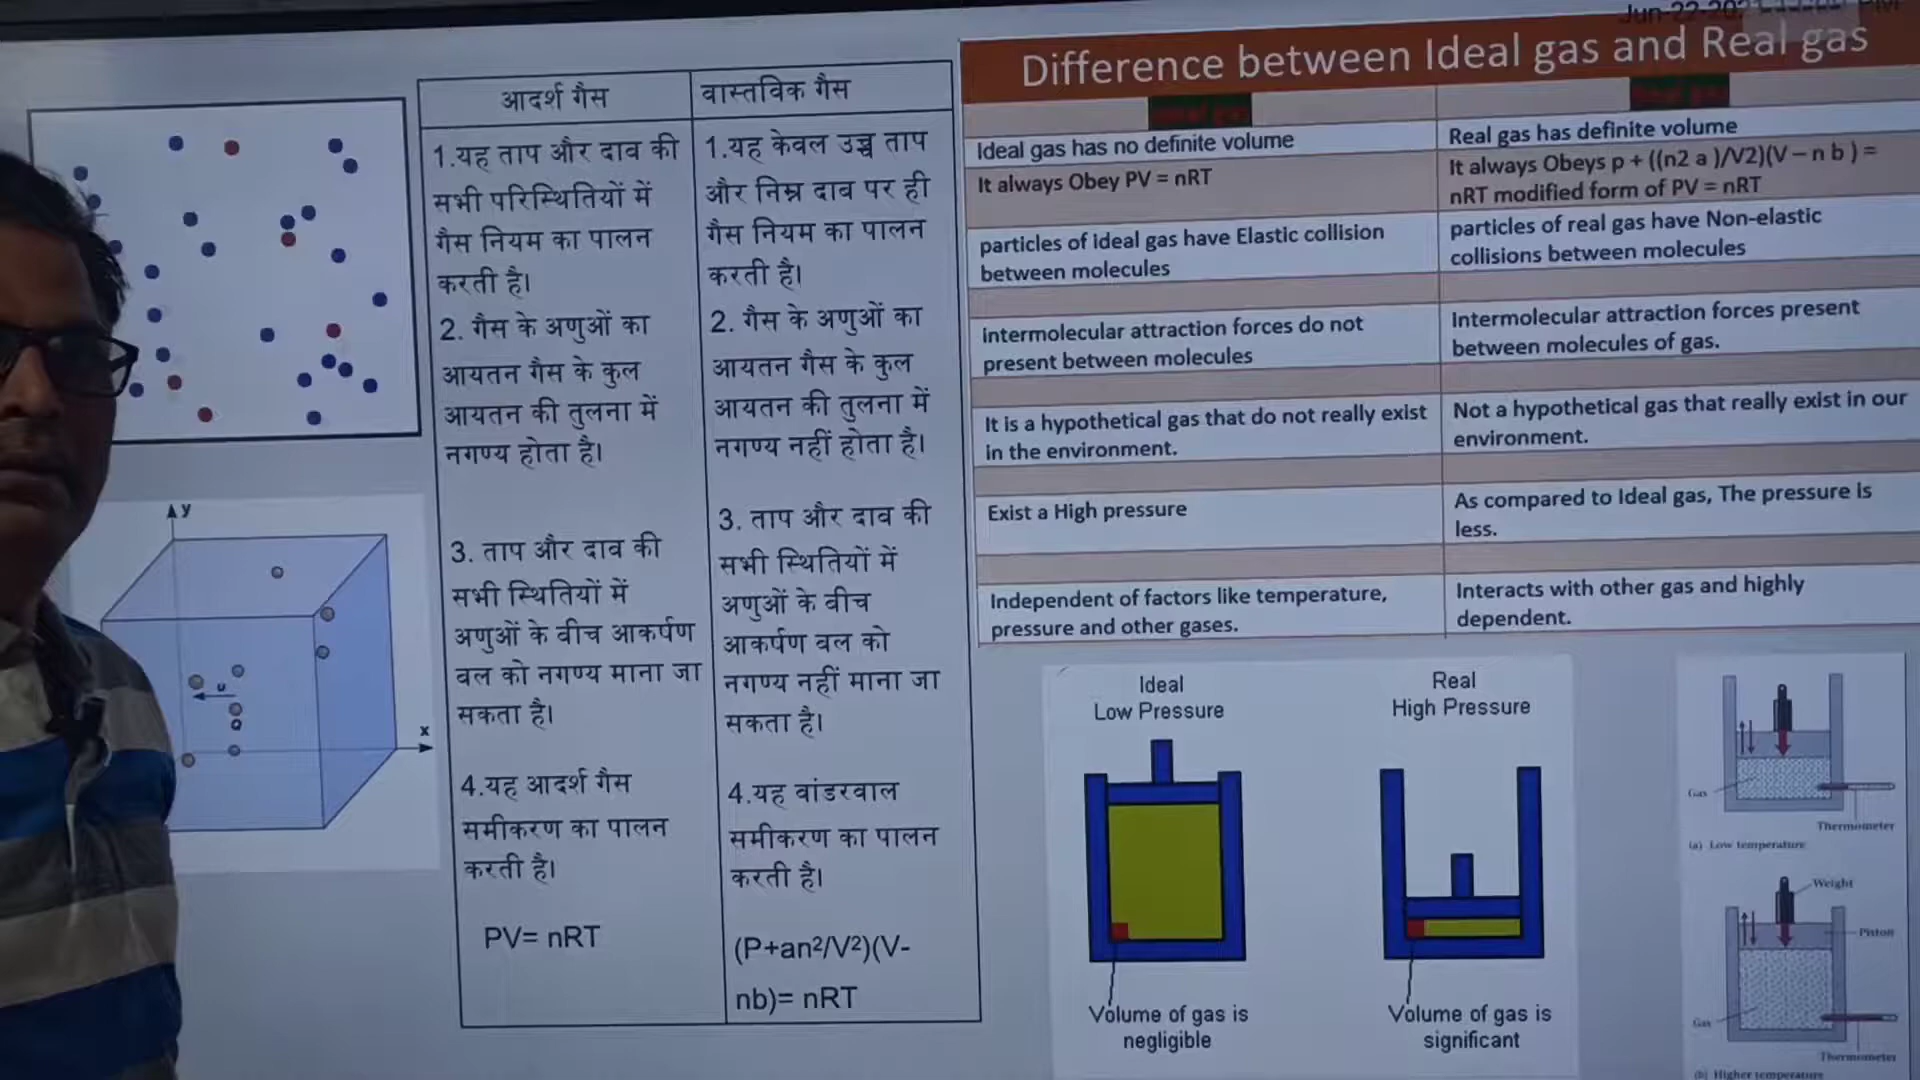 Jun-22-20
PM
आदर्श गैस
1.यह ताप और दाब की
सभी परिस्थितियों में
गैस नियम का पालन
करती है।
2. गैस के अणुओं का
आयतन गैस के कुल
आयतन की तुलना में
नगण्य होता है।
3. ताप और दाब की
सभी स्थितियों में
अणुओं के बीच आकर्षण
बल को नगण्य माना जा
सकता है।
4.यह आदर्श गैस
समीकरण का पालन
करती है।
PV= nRT
वास्तविक गैस
1.यह केवल उच्च ताप
और निम्न दाब पर ही
गैस नियम का पालन
करती है।
2. गैस के अणुओं का
आयतन गैस के कुल
आयतन की तुलना में
नगण्य नहीं होता है।
3. ताप और दाब की
सभी स्थितियों में
अणुओं के बीच
आकर्षण बल को
नगण्य नहीं माना जा
सकता है।
4.यह वांडरवाल
समीकरण का पालन
करती है।
(P+an²/V²)(V-
nb)= nRT
y
x
u
Difference between Ideal gas and Real gas
Ideal gas has no definite volume
It always Obey PV = nRT
particles of ideal gas have Elastic collision
between molecules
intermolecular attraction forces do not
present between molecules
It is a hypothetical gas that do not really exist
in the environment.
Exist a High pressure
Independent of factors like temperature,
pressure and other gases.
Real gas has definite volume
It always Obeys p + ((n2 a )/V2)(V – n b ) =
nRT modified form of PV = nRT
particles of real gas have Non-elastic
collisions between molecules
Intermolecular attraction forces present
between molecules of gas.
Not a hypothetical gas that really exist in our
environment.
As compared to Ideal gas, The pressure is
less.
Interacts with other gas and highly
dependent.
Ideal
Low Pressure
Volume of gas is
negligible
Real
High Pressure
Volume of gas is
significant
Gas
Thermometer
(a) Low temperature
Weight
Piston
Gas
Thermometer
(b) Higher temperature